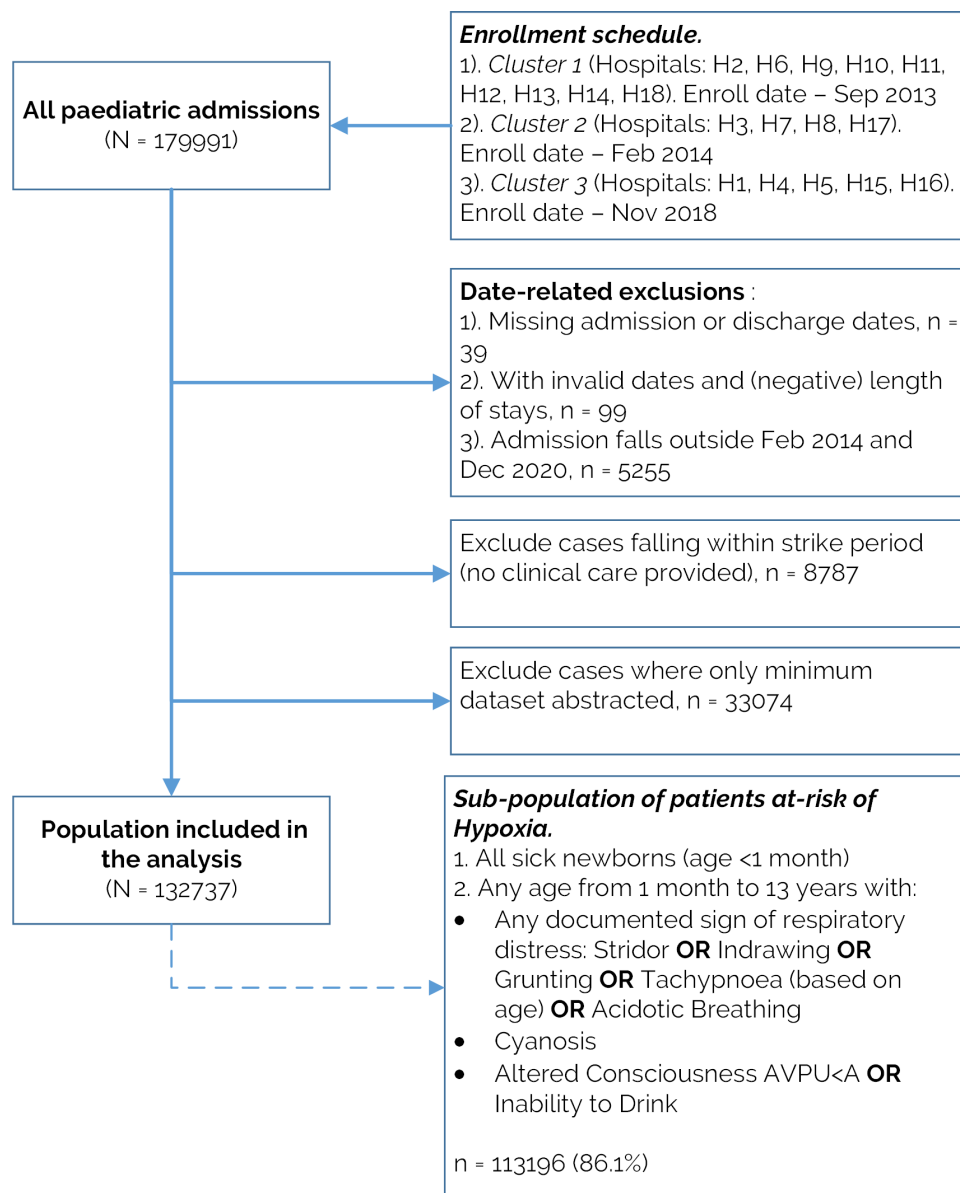 All paediatric admissions
(N = 179991)
Enrollment schedule.
1). Cluster 1 (Hospitals: H2, H6, H9, H10, H11,
H12, H13, H14, H18). Enroll date – Sep 2013
2). Cluster 2 (Hospitals: H3, H7, H8, H17).
Enroll date – Feb 2014
3). Cluster 3 (Hospitals: H1, H4, H5, H15, H16).
Enroll date – Nov 2018
Date-related exclusions :
1). Missing admission or discharge dates, n =
39
2). With invalid dates and (negative) length
of stays, n = 99
3). Admission falls outside Feb 2014 and
Dec 2020, n = 5255
Exclude cases falling within strike period
(no clinical care provided), n = 8787
Exclude cases where only minimum
dataset abstracted, n = 33074
Population included in
the analysis
(N = 132737)
Sub-population of patients at-risk of
Hypoxia.
1. All sick newborns (age <1 month)
2. Any age from 1 month to 13 years with:
• Any documented sign of respiratory
distress: Stridor OR Indrawing OR
Grunting OR Tachypnoea (based on
age) OR Acidotic Breathing
• Cyanosis
• Altered Consciousness AVPU<A OR
Inability to Drink
n = 113196 (86.1%)